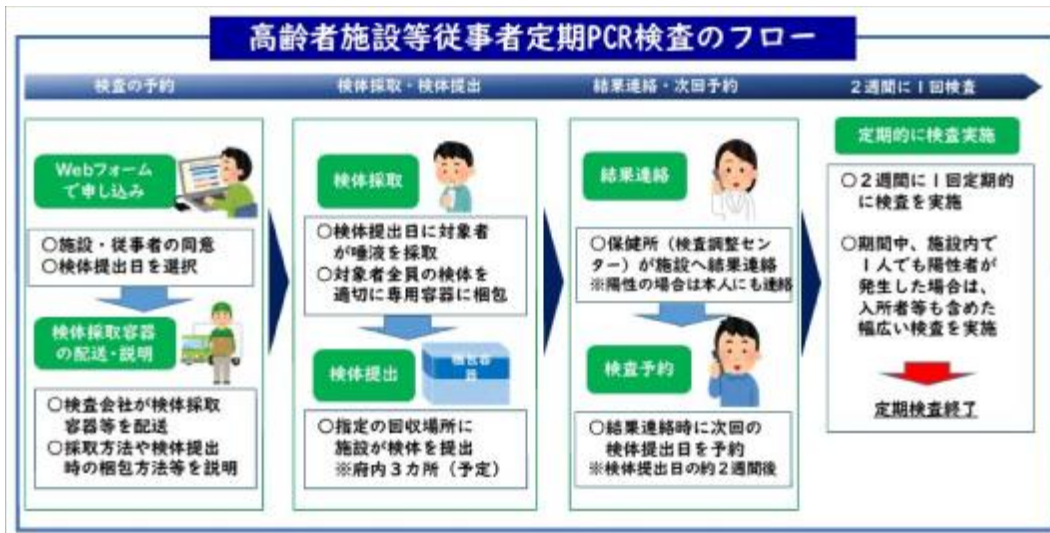 高齢者施設等従事者定期PCR検査のフロー
検査の予約
検体採取・検体提出
結果連絡・次回予約
2週間に1回検査
Webフォーム
で申し込み
○施設・従事者の同意
○検体提出日を選択
検体採取容器
の配送・説明
○検査会社が検体採取
容器等を配送
○採取方法や検体提出
時の梱包方法等を説明
検体採取
○検体提出日に対象者
が唾液を採取
○対象者全員の検体を
適切に専用容器に梱包
検体提出
梱包容
器
○指定の回収場所に
施設が検体を提出
※府内3カ所（予定）
結果連絡
○保健所（検査調整セン
ター）が施設へ結果連絡
※陽性の場合は本人にも連絡
検査予約
○結果連絡時に次回の
検体提出日を予約
※検体提出日の約2週間後
定期的に検査実施
○2週間に1回定期的
に検査を実施
○期間中、施設内で
1人でも陽性者が
発生した場合は、
入所者等も含めた
幅広い検査を実施
定期検査終了